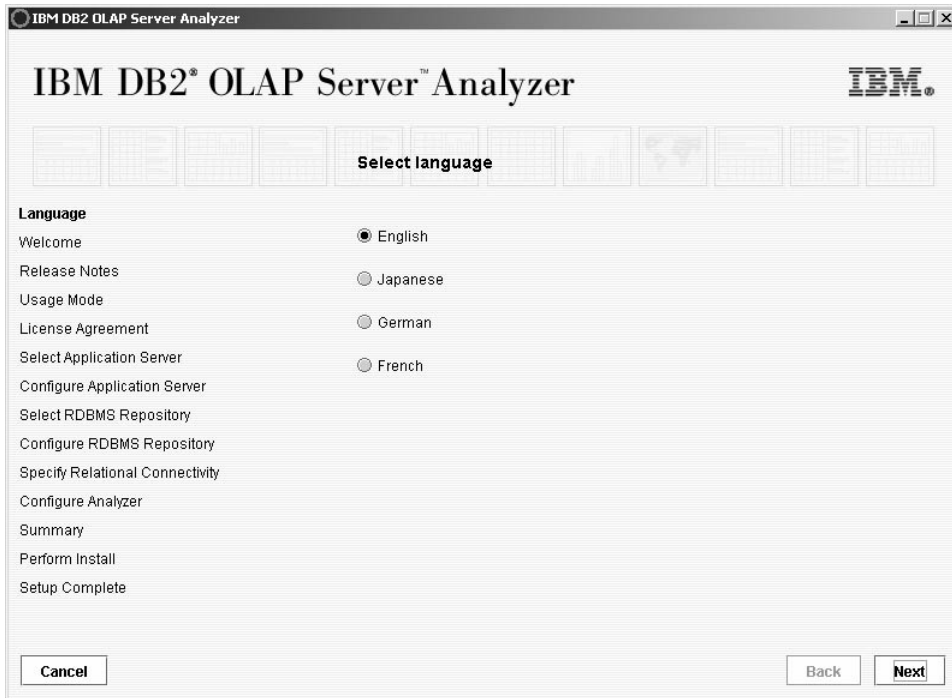 IBM DB2 OLAP Server Analyzer
IBM DB2® OLAP Server™ Analyzer
IBM®
Select language
Language
Welcome
Release Notes
Usage Mode
License Agreement
Select Application Server
Configure Application Server
Select RDBMS Repository
Configure RDBMS Repository
Specify Relational Connectivity
Configure Analyzer
Summary
Perform Install
Setup Complete
English
Japanese
German
French
Cancel
Back
Next